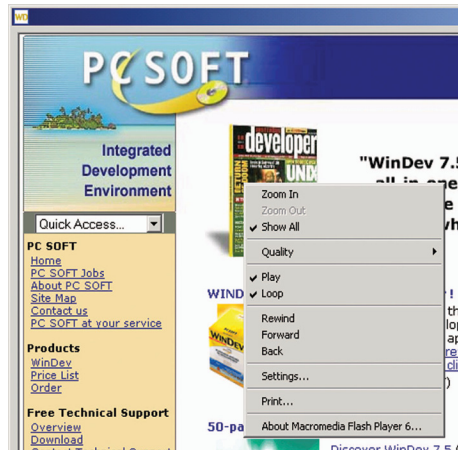 WD
PC SOFT
Integrated
Development
Environment
Quick Access...
PC SOFT
Home
PC SOFT Jobs
About PC SOFT
Site Map
Contact us
PC SOFT at your service
Products
WinDev
Price List
Order
Free Technical Support
Overview
Download
developer
"WinDev 7.5
Zoom In
Zoom Out
Show All
Quality
Play
Loop
Rewind
Forward
Back
Settings...
Print...
About Macromedia Flash Player 6...
WIND
WINDEV
50-pa
Discover WinDev 7.5